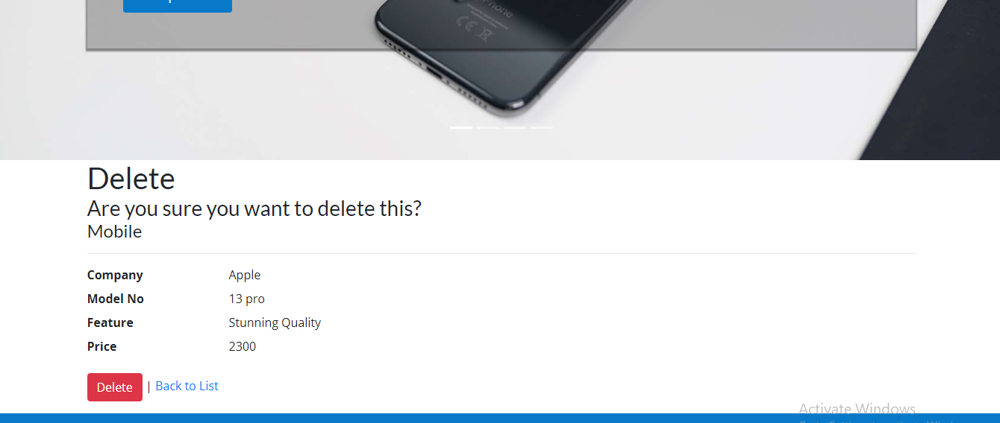 iPhone
Delete
Are you sure you want to delete this?
Mobile
Company Apple
Model No 13 pro
Feature Stunning Quality
Price 2300
Delete | Back to List
Activate Windows